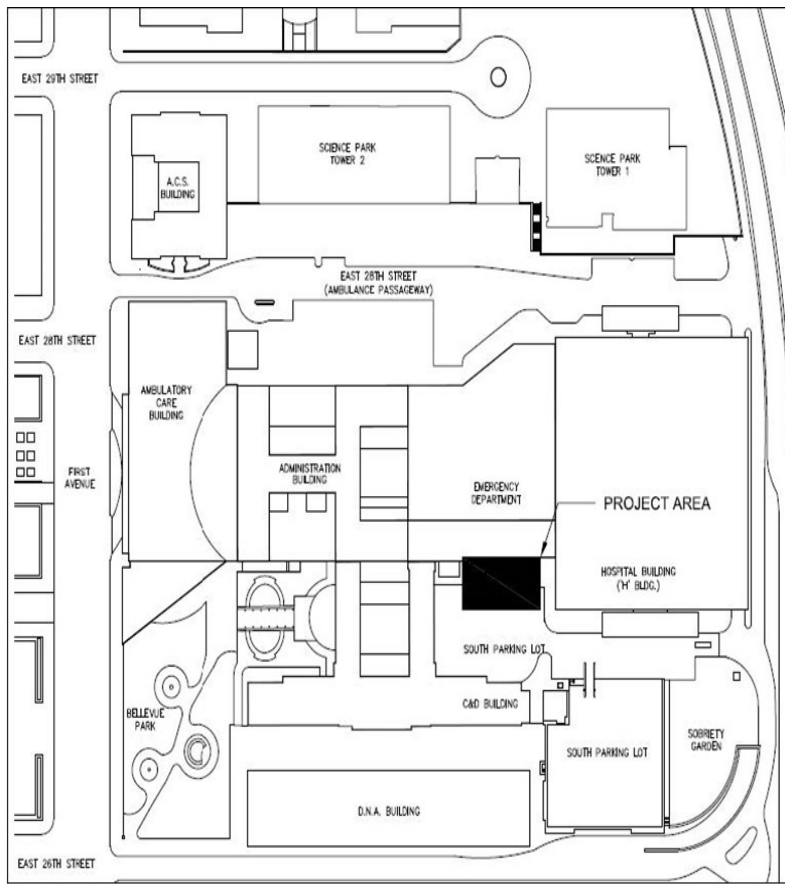 EAST 29TH STREET
SCIENCE PARK
TOWER 2
SCIENCE PARK
TOWER 1
A.C.S.
BUILDING
EAST 28TH STREET
(AMBULANCE PASSAGEWAY)
EAST 28TH STREET
AMBULATORY
CARE
BUILDING
FIRST
AVENUE
ADMINISTRATION
BUILDING
EMERGENCY
DEPARTMENT
PROJECT AREA
HOSPITAL BUILDING
('H' BLDG.)
SOUTH PARKING LOT
C&D BUILDING
BELLEVUE
PARK
SOUTH PARKING LOT
SOBRIETY
GARDEN
D.N.A. BUILDING
EAST 26TH STREET